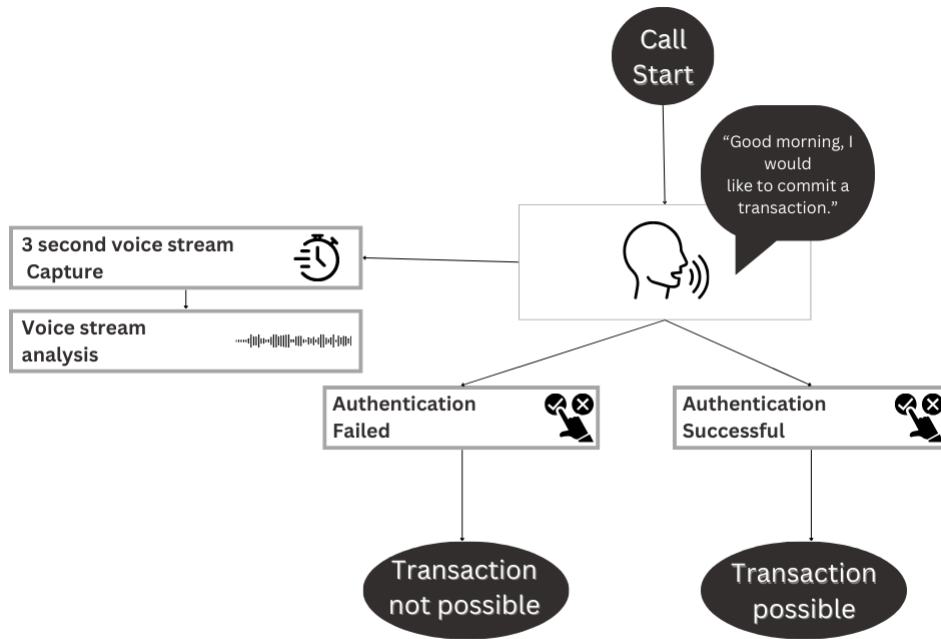 Call
Start
“Good morning, I
would
like to commit a
transaction.”
3 second voice stream
Capture
Voice stream
analysis
Authentication
Failed
Authentication
Successful
Transaction
not possible
Transaction
possible